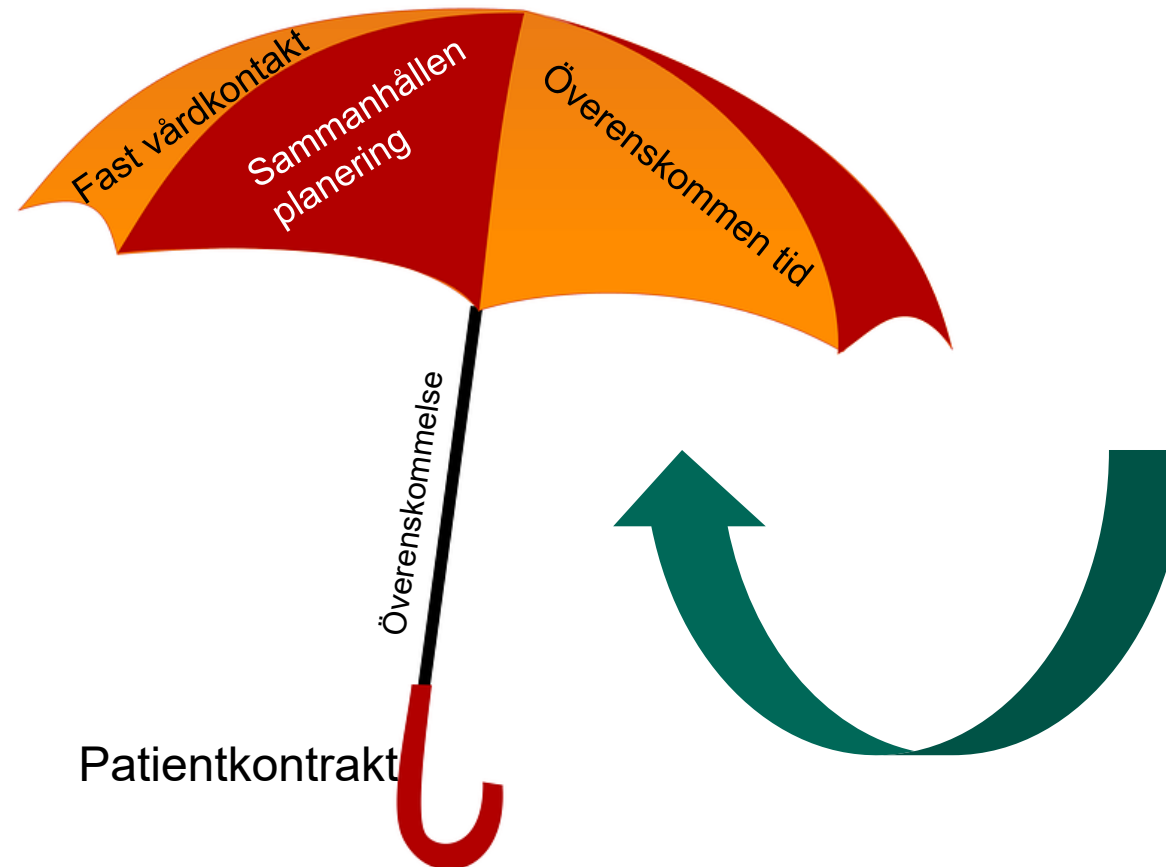 Fast vårdkontakt
Sammanhållen
planering
Överenskommen tid
Överenskommelse
Patientkontrakt